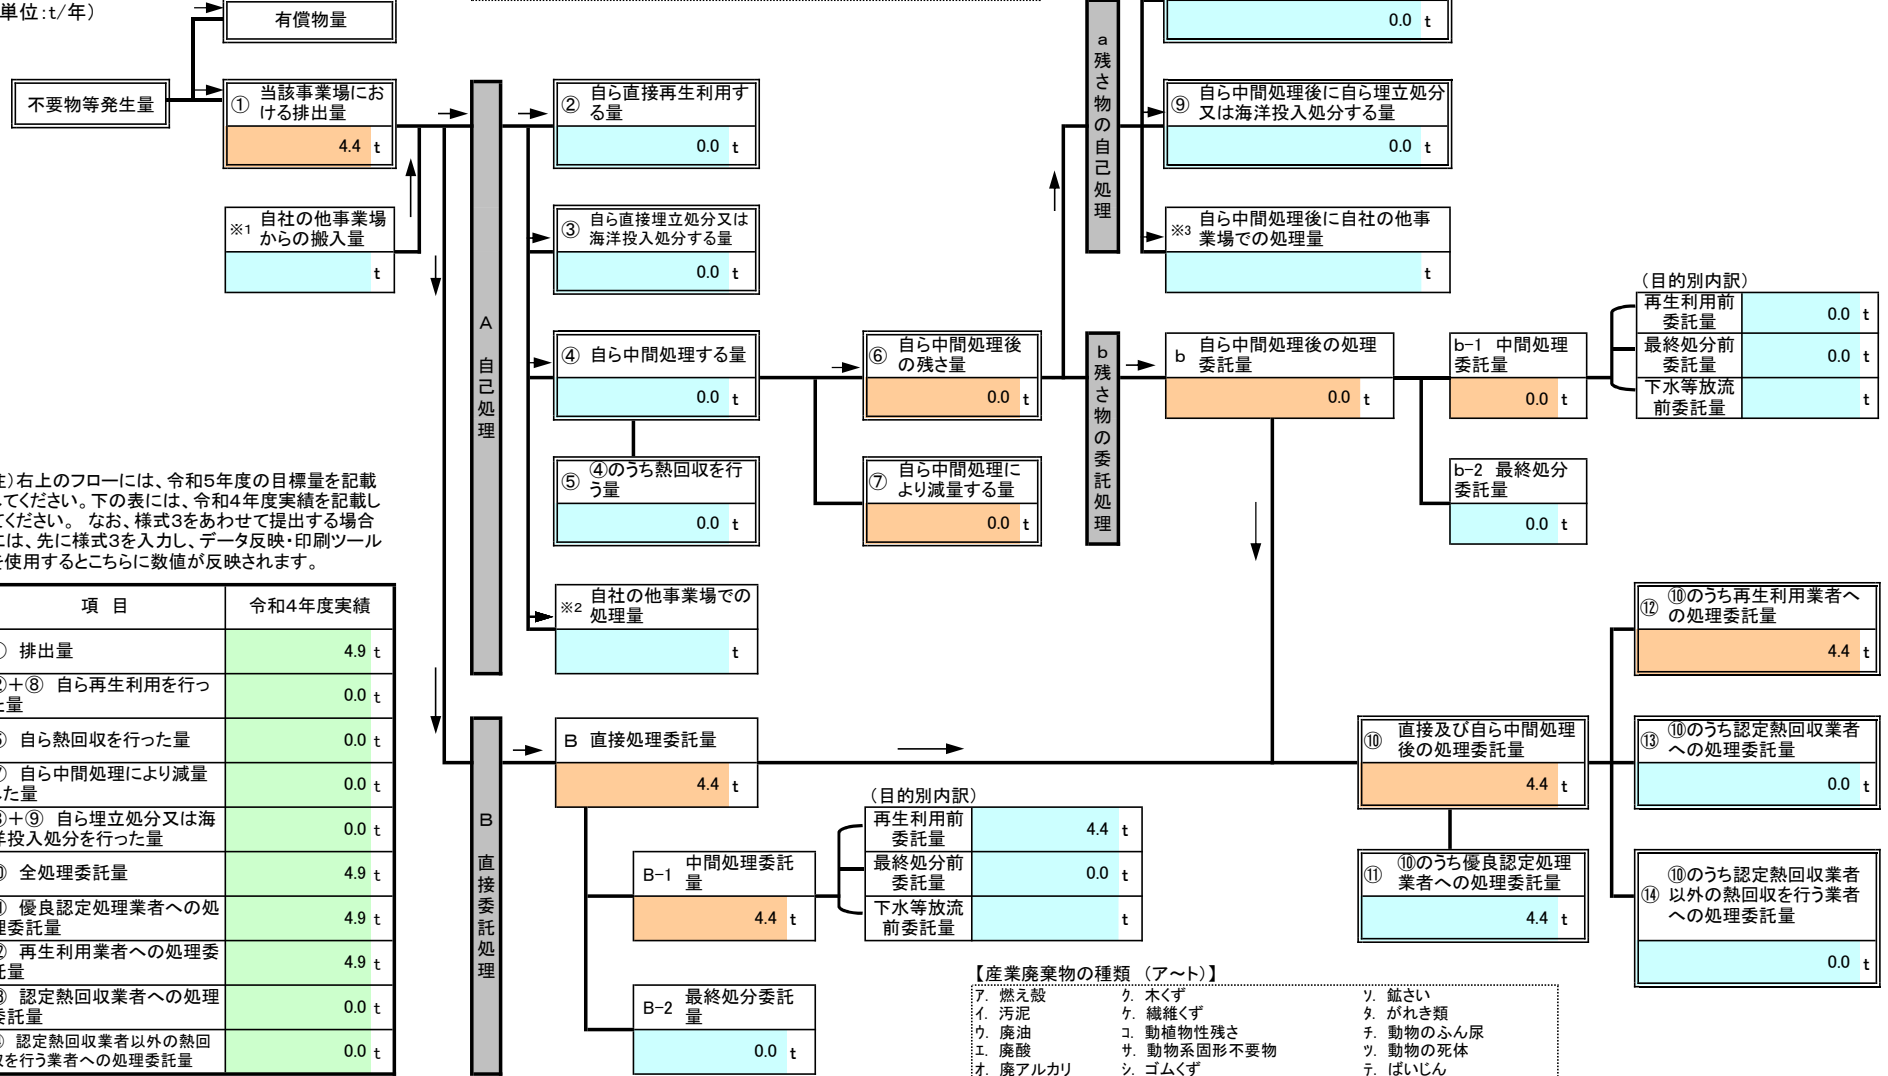 単位:t/年)
有償物量
0.0 t
不要物等発生量
① 当該事業場にお
ける排出量
4.4 t
※1 自社の他事業場
からの搬入量
t
A 自己処理
② 自ら直接再生利用す
る量
0.0 t
③ 自ら直接埋立処分又は
海洋投入処分する量
0.0 t
④ 自ら中間処理する量
0.0 t
⑤ ④のうち熱回収を行
う量
0.0 t
※2 自社の他事業場での
処理量
t
⑥ 自ら中間処理後
の残さ量
0.0 t
⑦ 自ら中間処理に
より減量する量
0.0 t
a残さ物の自己処理
⑨ 自ら中間処理後に自ら埋立処分
又は海洋投入処分する量
0.0 t
※3 自ら中間処理後に自社の他事
業場での処理量
t
b残さ物の委託処理
b 自ら中間処理後の処理
委託量
0.0 t
b-1 中間処理
委託量
0.0 t
b-2 最終処分
委託量
0.0 t
(目的別内訳)
再生利用前
委託量 0.0 t
最終処分前
委託量 0.0 t
下水等放流
前委託量 t
)右上のフローには、令和5年度の目標量を記載
てください。下の表には、令和4年度実績を記載し
ください。 なお、様式3をあわせて提出する場合
は、先に様式3を入力し、データ反映・印刷ツール
使用するとこちらに数値が反映されます。
項 目 令和4年度実績
排出量 4.9 t
+⑧ 自ら再生利用を行っ
量 0.0 t
自ら熱回収を行った量 0.0 t
自ら中間処理により減量
た量 0.0 t
+⑨ 自ら埋立処分又は海
投入処分を行った量 0.0 t
全処理委託量 4.9 t
優良認定処理業者への処
委託量 4.9 t
再生利用業者への処理委
量 4.9 t
認定熱回収業者への処理
託量 0.0 t
認定熱回収業者以外の熱回
を行う業者への処理委託量 0.0 t
B 直接委託処理
B 直接処理委託量
4.4 t
B-1 中間処理委託
量
4.4 t
B-2 最終処分委託
量
0.0 t
(目的別内訳)
再生利用前
委託量 4.4 t
最終処分前
委託量 0.0 t
下水等放流
前委託量 t
⑩ 直接及び自ら中間処理
後の処理委託量
4.4 t
⑪ ⑩のうち優良認定処理
業者への処理委託量
4.4 t
⑫ ⑩のうち再生利用業者へ
の処理委託量
4.4 t
⑬ ⑩のうち認定熱回収業者
への処理委託量
0.0 t
⑭ ⑩のうち認定熱回収業者
以外の熱回収を行う業者
への処理委託量
0.0 t
【産業廃棄物の種類 (ア~ト)】
ア. 燃え殻 ク. 木くず ソ. 鉱さい
イ. 汚泥 ケ. 繊維くず タ. がれき類
ウ. 廃油 コ. 動植物性残さ チ. 動物のふん尿
エ. 廃酸 サ. 動物系固形不要物 ツ. 動物の死体
オ. 廃アルカリ シ. ゴムくず テ. ばいじん